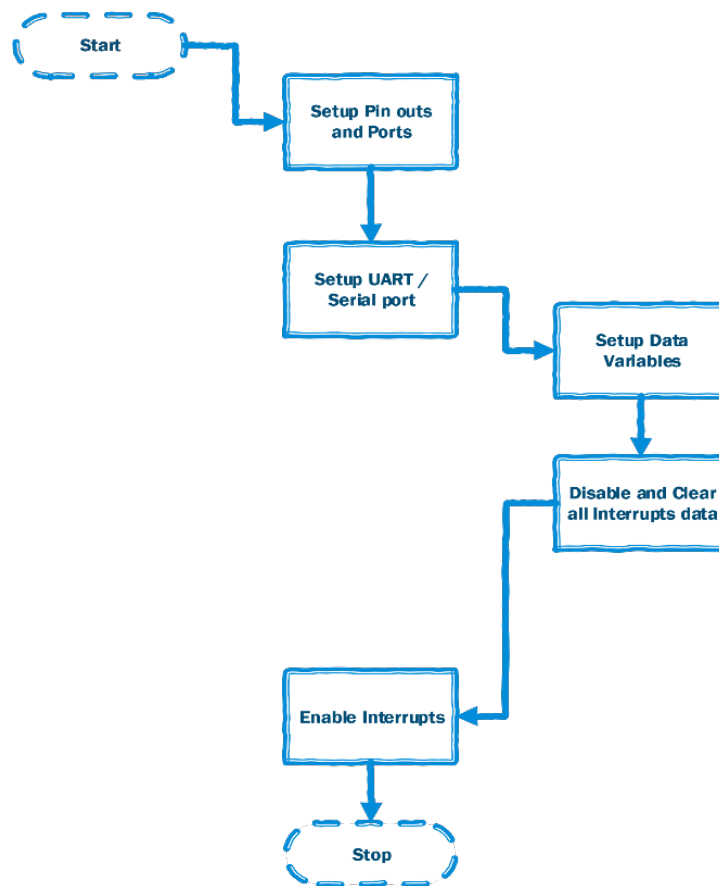 Start
Setup Pin outs
and Ports
Setup UART /
Serial port
Setup Data
Variables
Disable and Clear
all Interrupts data
Enable Interrupts
Stop